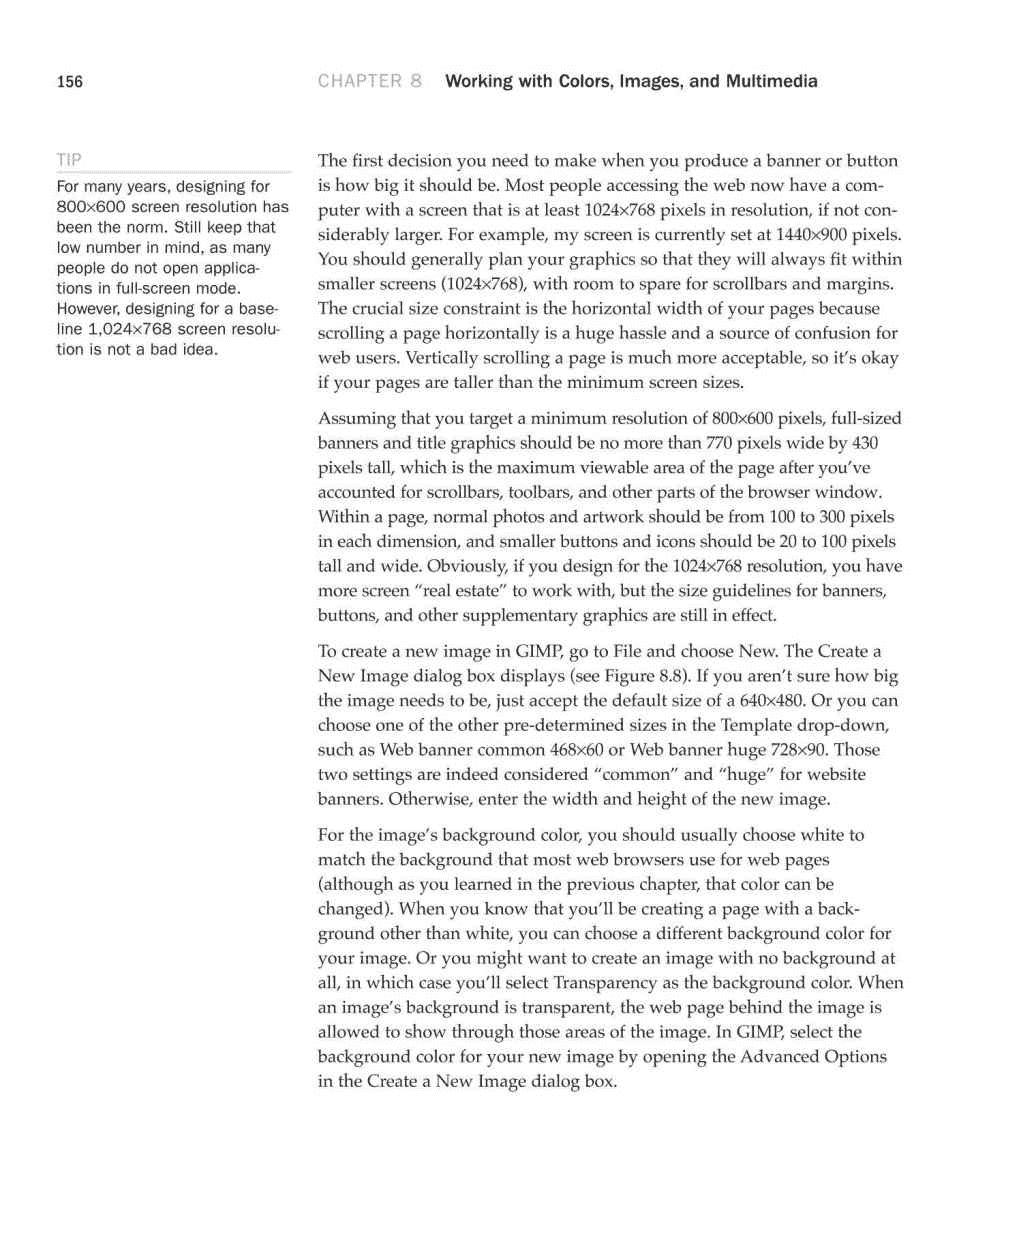 156
CHAPTER 8 Working with Colors, Images, and Multimedia
TIP
For many years, designing for
800×600 screen resolution has
been the norm. Still keep that
low number in mind, as many
people do not open applica-
tions in full-screen mode.
However, designing for a base-
line 1,024×768 screen resolu-
tion is not a bad idea.
The first decision you need to make when you produce a banner or button
is how big it should be. Most people accessing the web now have a com-
puter with a screen that is at least 1024×768 pixels in resolution, if not con-
siderably larger. For example, my screen is currently set at 1440×900 pixels.
You should generally plan your graphics so that they will always fit within
smaller screens (1024×768), with room to spare for scrollbars and margins.
The crucial size constraint is the horizontal width of your pages because
scrolling a page horizontally is a huge hassle and a source of confusion for
web users. Vertically scrolling a page is much more acceptable, so it's okay
if your pages are taller than the minimum screen sizes.
Assuming that you target a minimum resolution of 800×600 pixels, full-sized
banners and title graphics should be no more than 770 pixels wide by 430
pixels tall, which is the maximum viewable area of the page after you've
accounted for scrollbars, toolbars, and other parts of the browser window.
Within a page, normal photos and artwork should be from 100 to 300 pixels
in each dimension, and smaller buttons and icons should be 20 to 100 pixels
tall and wide. Obviously, if you design for the 1024×768 resolution, you have
more screen “real estate” to work with, but the size guidelines for banners,
buttons, and other supplementary graphics are still in effect.
To create a new image in GIMP, go to File and choose New. The Create a
New Image dialog box displays (see Figure 8.8). If you aren't sure how big
the image needs to be, just accept the default size of a 640×480. Or you can
choose one of the other pre-determined sizes in the Template drop-down,
such as Web banner common 468×60 or Web banner huge 728×90. Those
two settings are indeed considered “common” and “huge” for website
banners. Otherwise, enter the width and height of the new image.
For the image's background color, you should usually choose white to
match the background that most web browsers use for web pages
(although as you learned in the previous chapter, that color can be
changed). When you know that you'll be creating a page with a back-
ground other than white, you can choose a different background color for
your image. Or you might want to create an image with no background at
all, in which case you'll select Transparency as the background color. When
an image's background is transparent, the web page behind the image is
allowed to show through those areas of the image. In GIMP, select the
background color for your new image by opening the Advanced Options
in the Create a New Image dialog box.